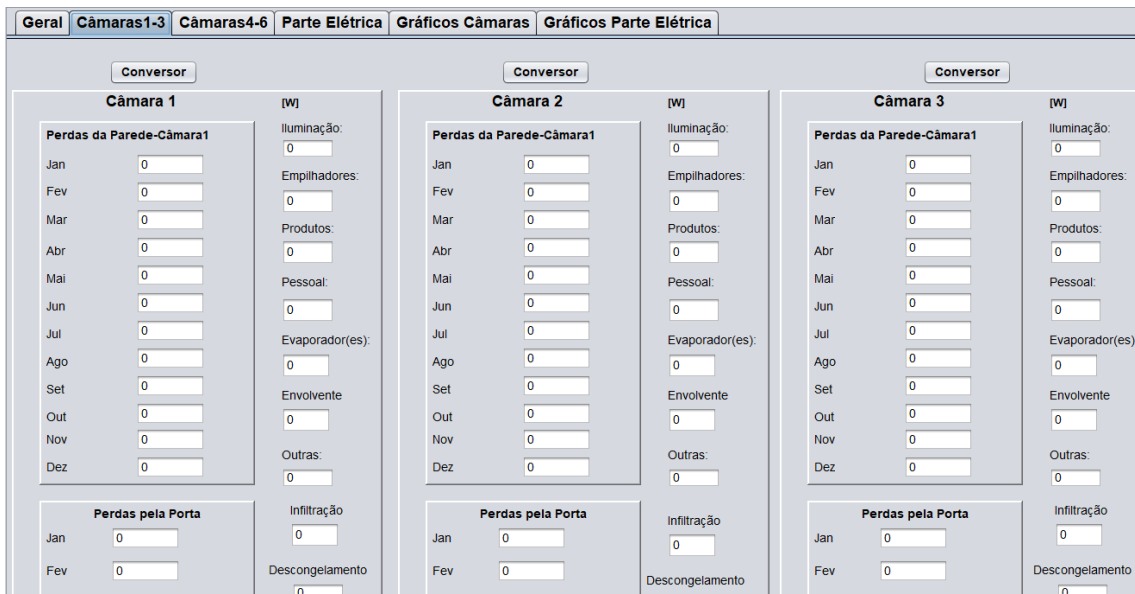 Geral Câmaras1-3 Câmaras4-6 Parte Elétrica Gráficos Câmaras Gráficos Parte Elétrica
Conversor Conversor Conversor
Câmara 1 [W] Câmara 2 [W] Câmara 3 [W]
Iluminação: Iluminação: Iluminação:
Perdas da Parede-Câmara1 Perdas da Parede-Câmara1 Perdas da Parede-Câmara1
0 0 0
Jan 0 Jan 0 Jan 0
Empilhadores: Empilhadores: Empilhadores:
Fev 0 Fev 0 Fev 0
0 0 0
Mar 0 Mar 0 Mar 0
Produtos: Produtos: Produtos:
Abr 0 0 Abr 0 0 Abr 0 0
Mai 0 Pessoal: Mai 0 Pessoal: Mai 0 Pessoal:
Jun 0 0 Jun 0 0 Jun 0 0
Jul 0 Evaporador(es): Jul 0 Evaporador(es): Jul 0 Evaporador(es)
Ago 0 0 Ago 0 0 Ago 0 0
Set 0 Envolvente Set 0 Envolvente Set 0 Envolvente
Out 0 0 Out 0 0 Out 0 0
Nov 0 Nov 0 Nov 0
Outras: Outras: Outras:
Dez 0 0 Dez 0 0 Dez 0 0
Perdas pela Porta Infiltração Perdas pela Porta Infiltração Perdas pela Porta Infiltração
Jan 0 0 Jan 0 0 Jan 0 0
Fev 0 Descongelamento Fev 0 Descongelamento Fev 0 Descongelamento
0 0